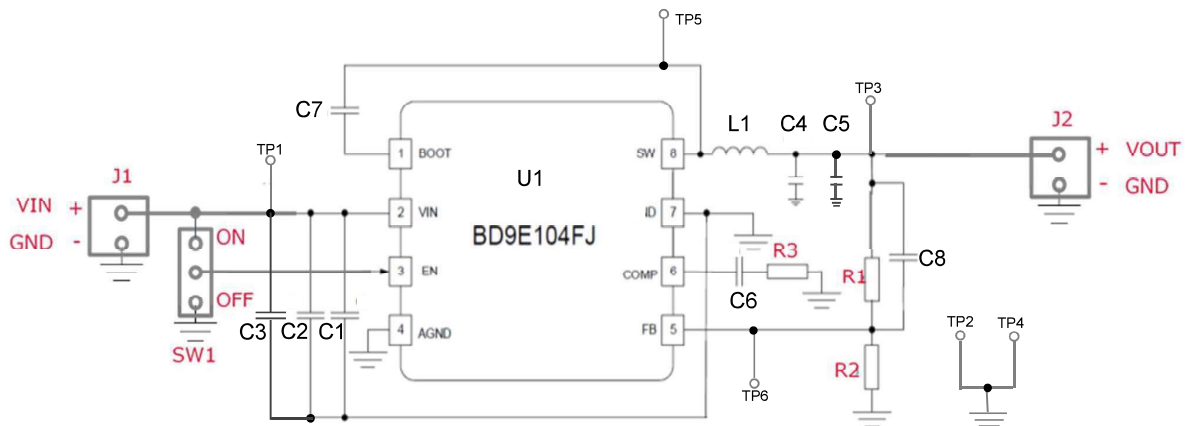 TP5
C7
TP3
L1
C4
C5
J2
TP1
1
BOOT
SW
8
+
VOUT
-
GND
J1
U1
VIN
+
2
VIN
ID
7
GND
-
ON
BD9E104FJ
3
EN
COMP
6
R3
R1
C8
OFF
C6
C3
C2
C1
4
AGND
FB
5
TP2
TP4
SW1
R2
TP6